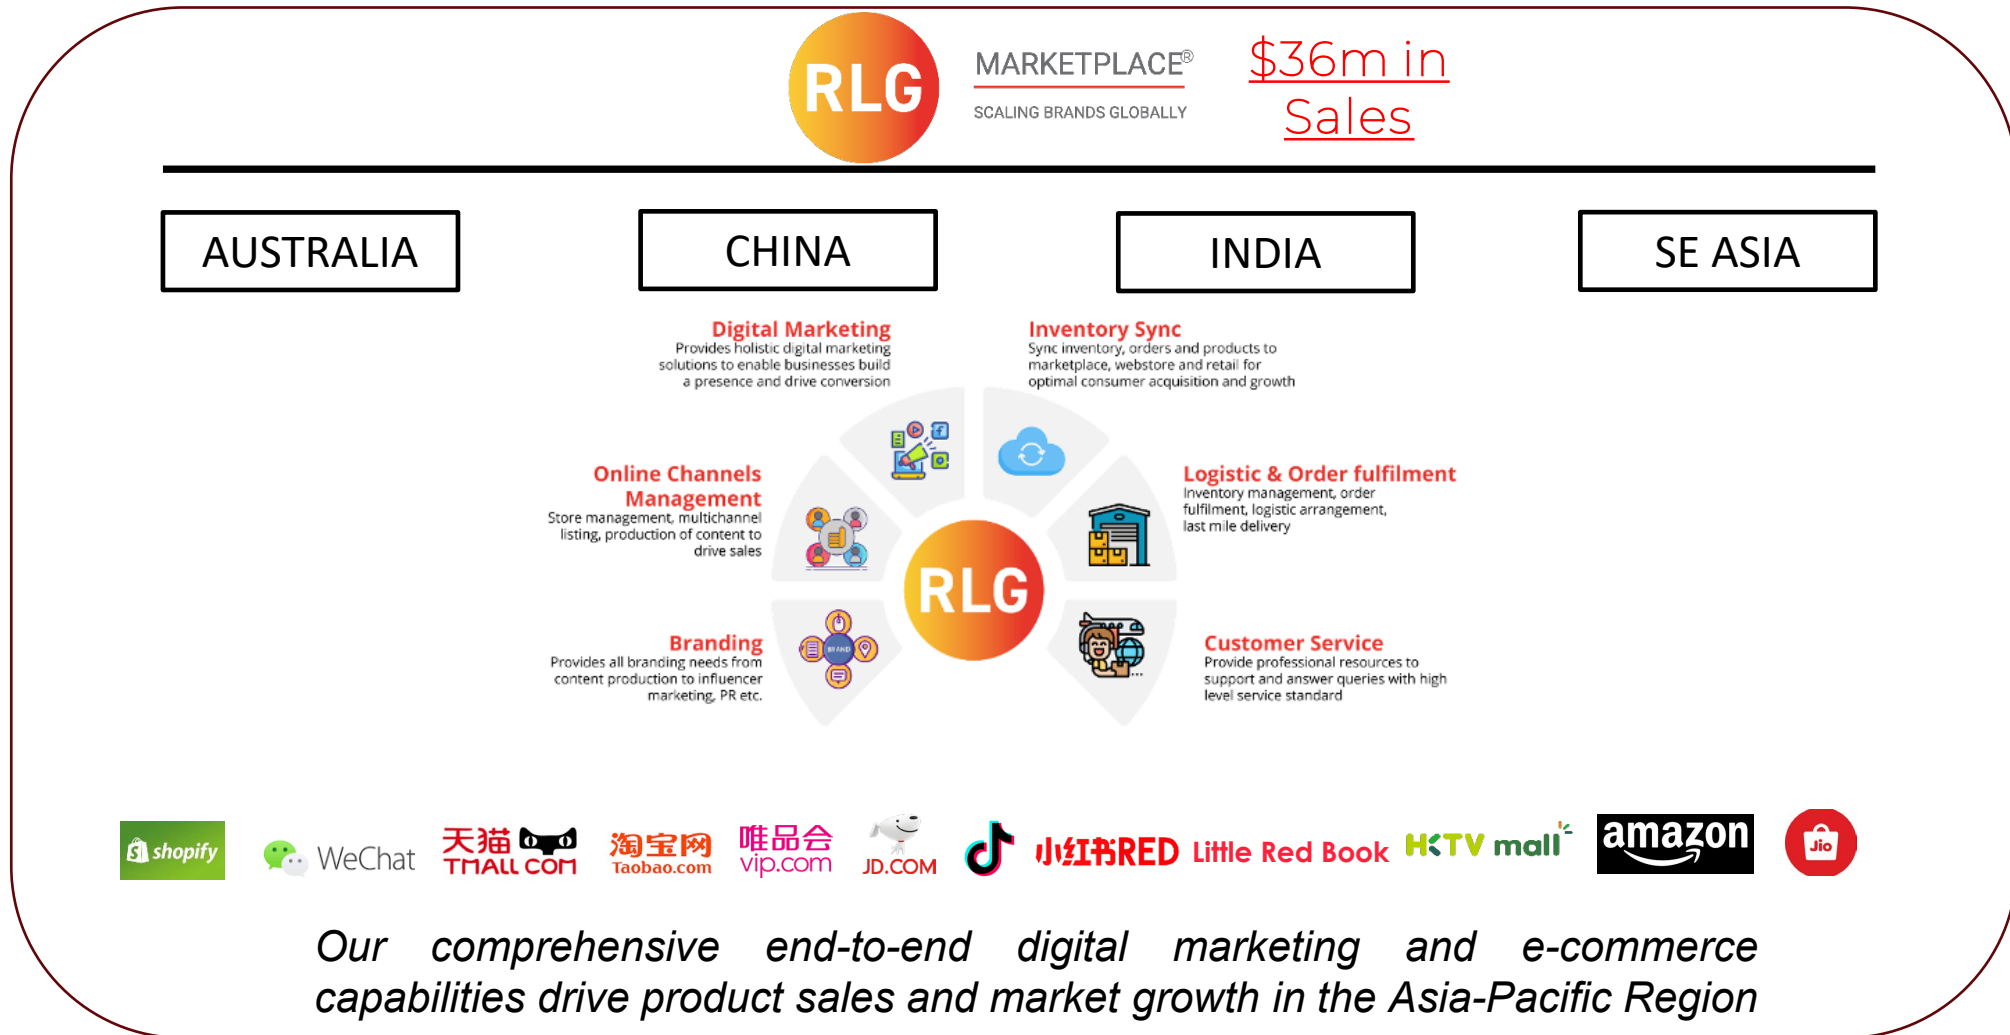 RLG
MARKETPLACE®
SCALING BRANDS GLOBALLY
$36m in
Sales
AUSTRALIA
CHINA
INDIA
SE ASIA
Digital Marketing
Provides holistic digital marketing
solutions to enable businesses build
a presence and drive conversion
Inventory Sync
Sync inventory, orders and products to
marketplace, webstore and retail for
optimal consumer acquisition and growth
Online Channels
Management
Store management, multichannel
listing, production of content to
drive sales
Logistic & Order fulfilment
Inventory management, order
fulfilment, logistic arrangement,
last mile delivery
RLG
Branding
Provides all branding needs from
content production to influencer
marketing, PR etc.
BRAND
Customer Service
Provide professional resources to
support and answer queries with high
level service standard
shopify
WeChat
天猫
TMALL.COM
淘宝网
Taobao.com
唯品会
vip.com
JD.COM
小红书RED
Little Red Book
HKTV mall
amazon
Jio
Our comprehensive end-to-end digital marketing and e-commerce
capabilities drive product sales and market growth in the Asia-Pacific Region